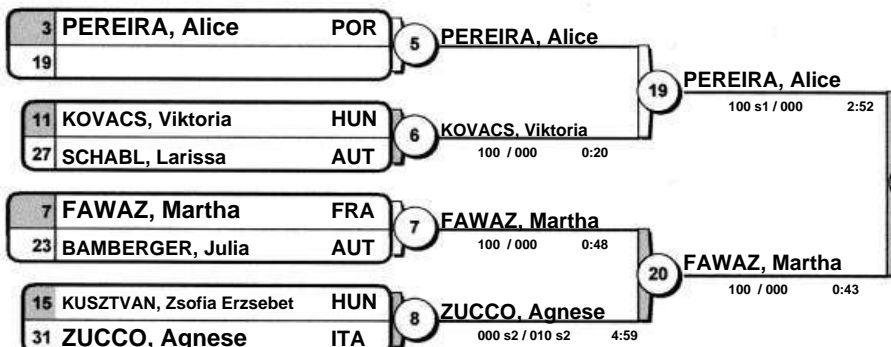 3 PEREIRA, Alice POR
19
5 PEREIRA, Alice
11 KOVACS, Viktoria HUN
27 SCHABL, Larissa AUT
6 KOVACS, Viktoria
100 / 000 0:20
19 PEREIRA, Alice
100 s1 / 000 2:52
7 FAWAZ, Martha FRA
23 BAMBERGER, Julia AUT
7 FAWAZ, Martha
100 / 000 0:48
15 KUSZTVAN, Zsofia Erzsebet HUN
31 ZUCCO, Agnese ITA
8 ZUCCO, Agnese
000 s2 / 010 s2 4:59
20 FAWAZ, Martha
100 / 000 0:43